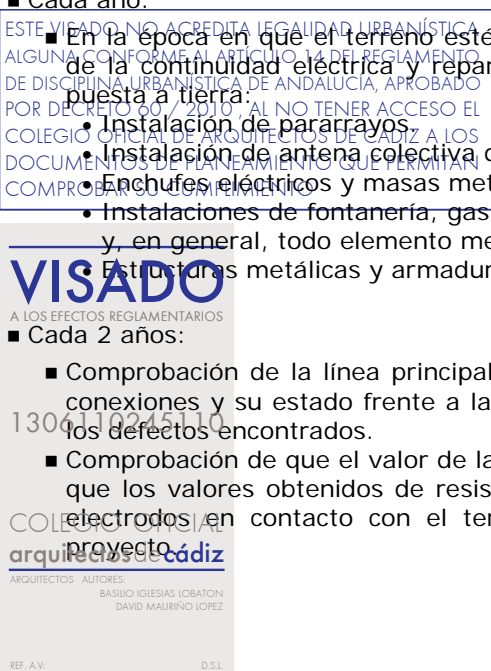 ■ Cada año:
ESTE VISADO NO ACREDITA LEGALIDAD URBANÍSTICA
ALGUNA CONFORME AL ARTÍCULO 14 DEL REGLAMENTO
DE DISCIPLINA URBANÍSTICA DE ANDALUCÍA, APROBADO
POR DECRETO 60 / 2010, AL NO TENER ACCESO EL
COLEGIO OFICIAL DE ARQUITECTOS DE CÁDIZ A LOS
DOCUMENTOS DE PLANEAMIENTO QUE PERMITAN
COMPROBAR SU CUMPLIMIENTO
■ En la época en que el terreno esté
de la continuidad eléctrica y repar
puesta a tierra:
• Instalación de pararrayos.
• Instalación de antena colectiva
• Enchufes eléctricos y masas met
• Instalaciones de fontanería, gas
y, en general, todo elemento me
• Estructuras metálicas y armadur
VISADO
A LOS EFECTOS REGLAMENTARIOS
■ Cada 2 años:
■ Comprobación de la línea principal
conexiones y su estado frente a la
los defectos encontrados.
1306110245110
■ Comprobación de que el valor de la
que los valores obtenidos de resis
electrodos en contacto con el ter
proyecto.
COLEGIO OFICIAL
arquitectos de cádiz
ARQUITECTOS AUTORES:
BASILIO IGLESIAS LOBATON
DAVID MAURIÑO LOPEZ
REF. A.V: D.S.L.